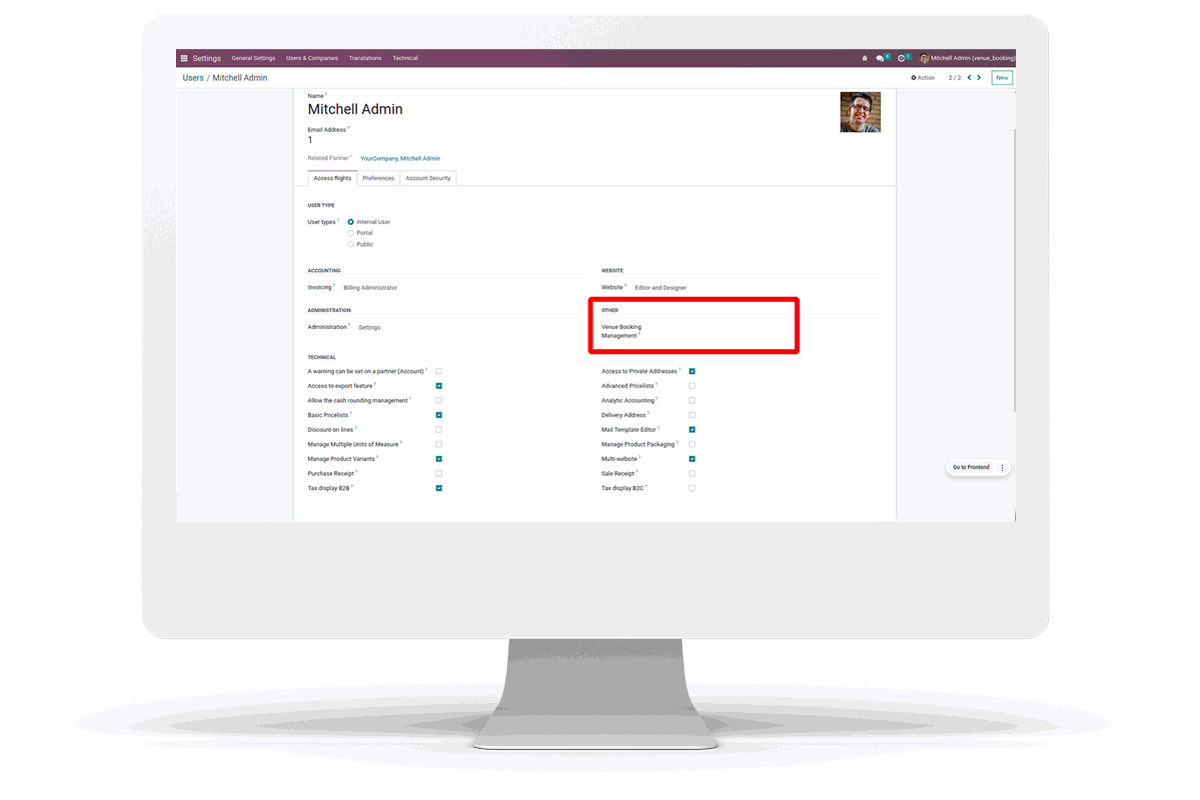 Settings General Settings Users & Companies Translations Technical Mitchell Admin (venue_booking)
Users / Mitchell Admin Action 2 / 2 New
Name ?
Mitchell Admin
Email Address ?
1
Related Partner ? YourCompany, Mitchell Admin
Access Rights Preferences Account Security
USER TYPE
User types ? Internal User
Portal
Public
ACCOUNTING WEBSITE
Invoicing ? Billing Administrator Website ? Editor and Designer
ADMINISTRATION OTHER
Administration ? Settings Venue Booking
Management ?
TECHNICAL
A warning can be set on a partner (Account) ? Access to Private Addresses ?
Access to export feature ? Advanced Pricelists ?
Allow the cash rounding management ? Analytic Accounting ?
Basic Pricelists ? Delivery Address ?
Discount on lines ? Mail Template Editor ?
Manage Multiple Units of Measure ? Manage Product Packaging ?
Manage Product Variants ? Multi-website ?
Purchase Receipt ? Sale Receipt ?
Tax display B2B ? Tax display B2C ?
Go to Frontend